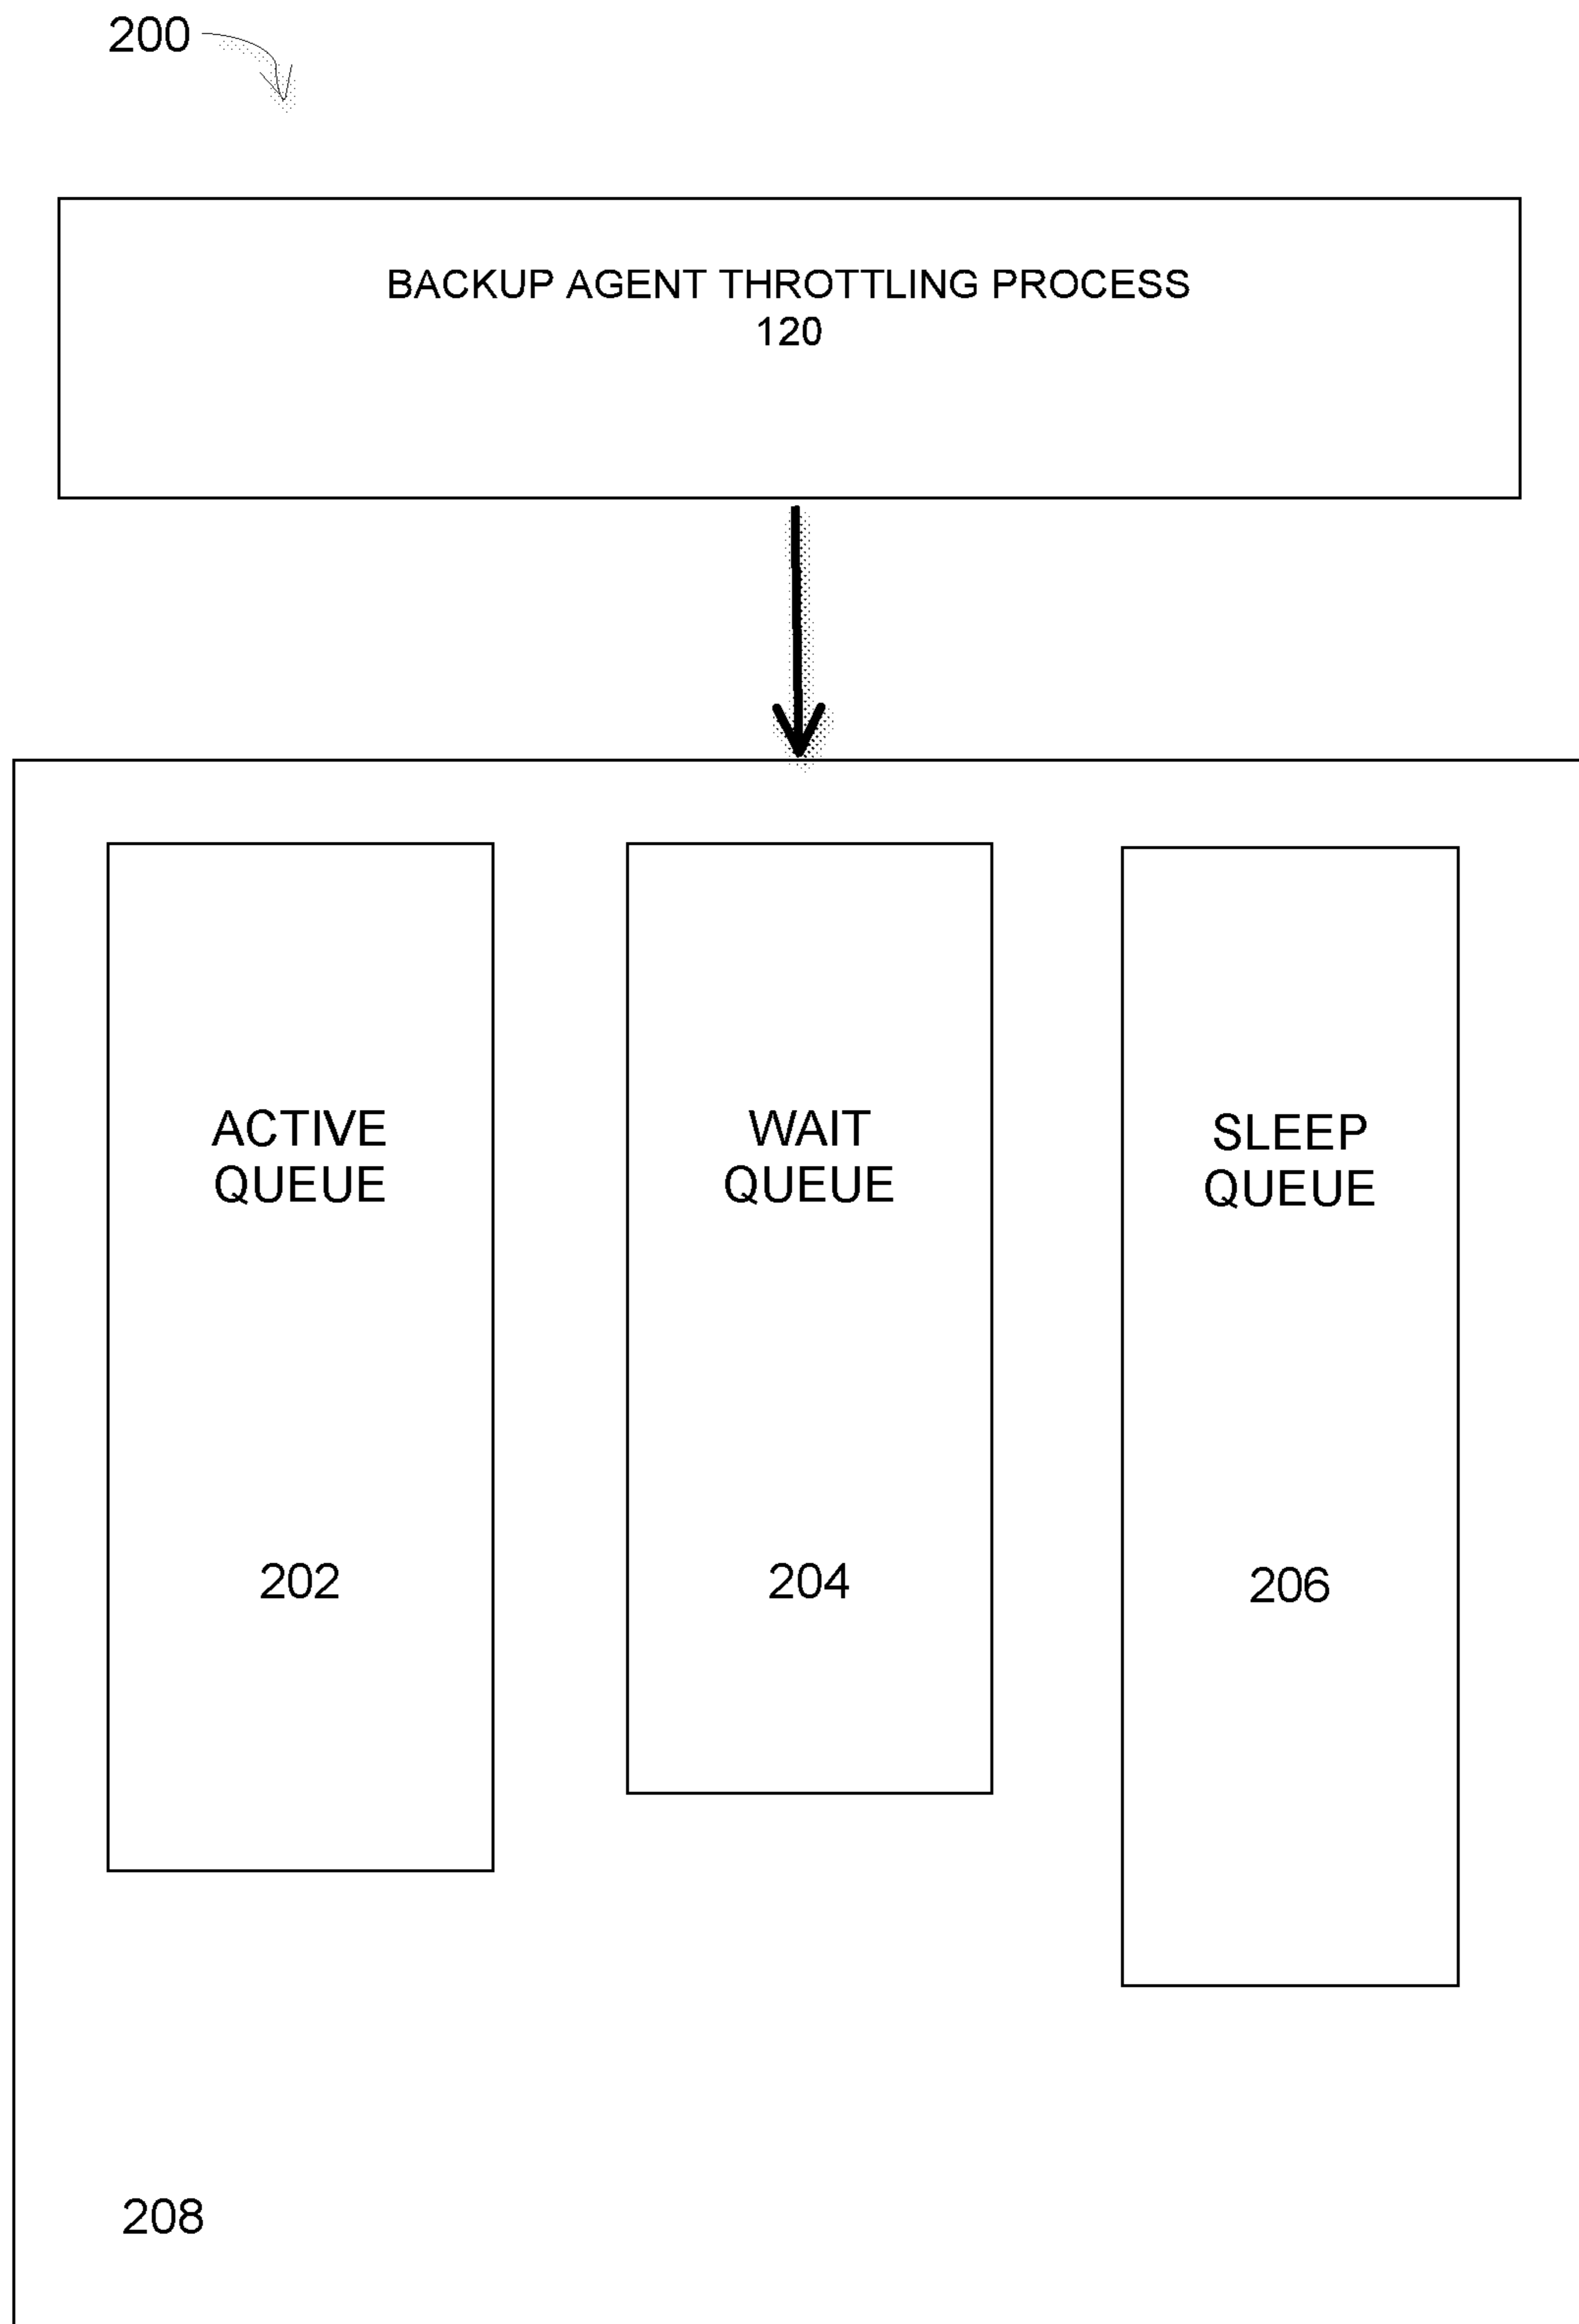 200
BACKUP AGENT THROTTLING PROCESS
120
ACTIVE
QUEUE
202
WAIT
QUEUE
204
SLEEP
QUEUE
206
208